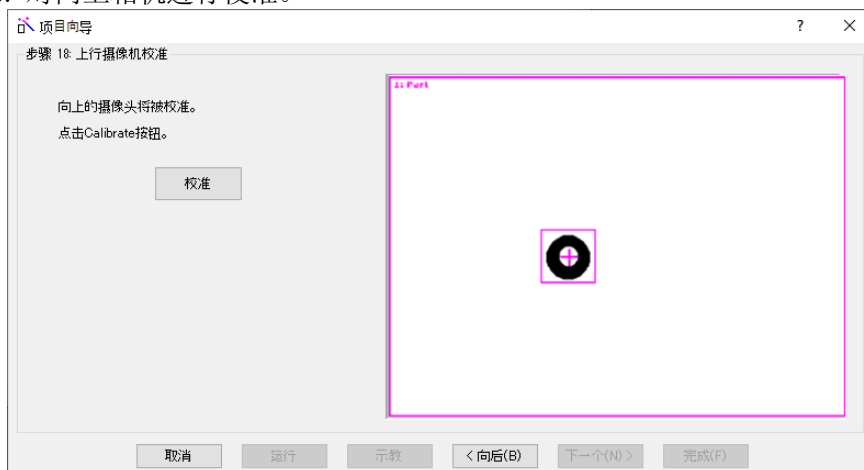 对向上相机进行校准。
项目向导
步骤 18: 上行摄像机校准
1: Part
向上的摄像头将被校准。
点击Calibrate按钮。
校准
取消 运行 示教 < 向后(B) 下一个(N) > 完成(F)